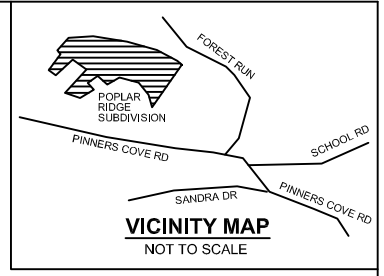 FOREST RUN
POPLAR
RIDGE
SUBDIVISION
PINNERS COVE RD
SCHOOL RD
SANDRA DR
PINNERS COVE RD
VICINITY MAP
NOT TO SCALE